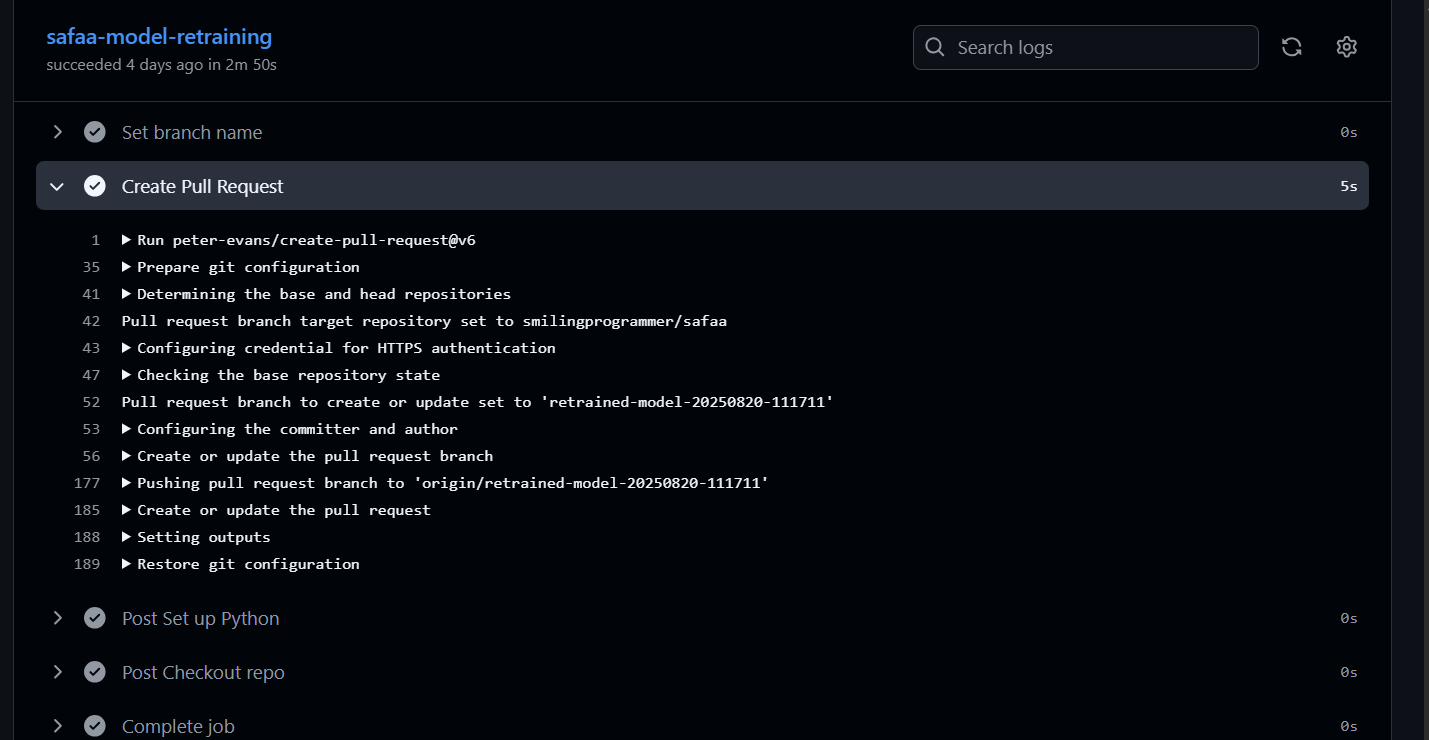 safaa-model-retraining
succeeded 4 days ago in 2m 50s
Search logs
Set branch name 0s
Create Pull Request 5s
1 Run peter-evans/create-pull-request@v6
35 Prepare git configuration
41 Determining the base and head repositories
42 Pull request branch target repository set to smilingprogrammer/safaa
43 Configuring credential for HTTPS authentication
47 Checking the base repository state
52 Pull request branch to create or update set to 'retrained-model-20250820-111711'
53 Configuring the committer and author
56 Create or update the pull request branch
177 Pushing pull request branch to 'origin/retrained-model-20250820-111711'
185 Create or update the pull request
188 Setting outputs
189 Restore git configuration
Post Set up Python 0s
Post Checkout repo 0s
Complete job 0s